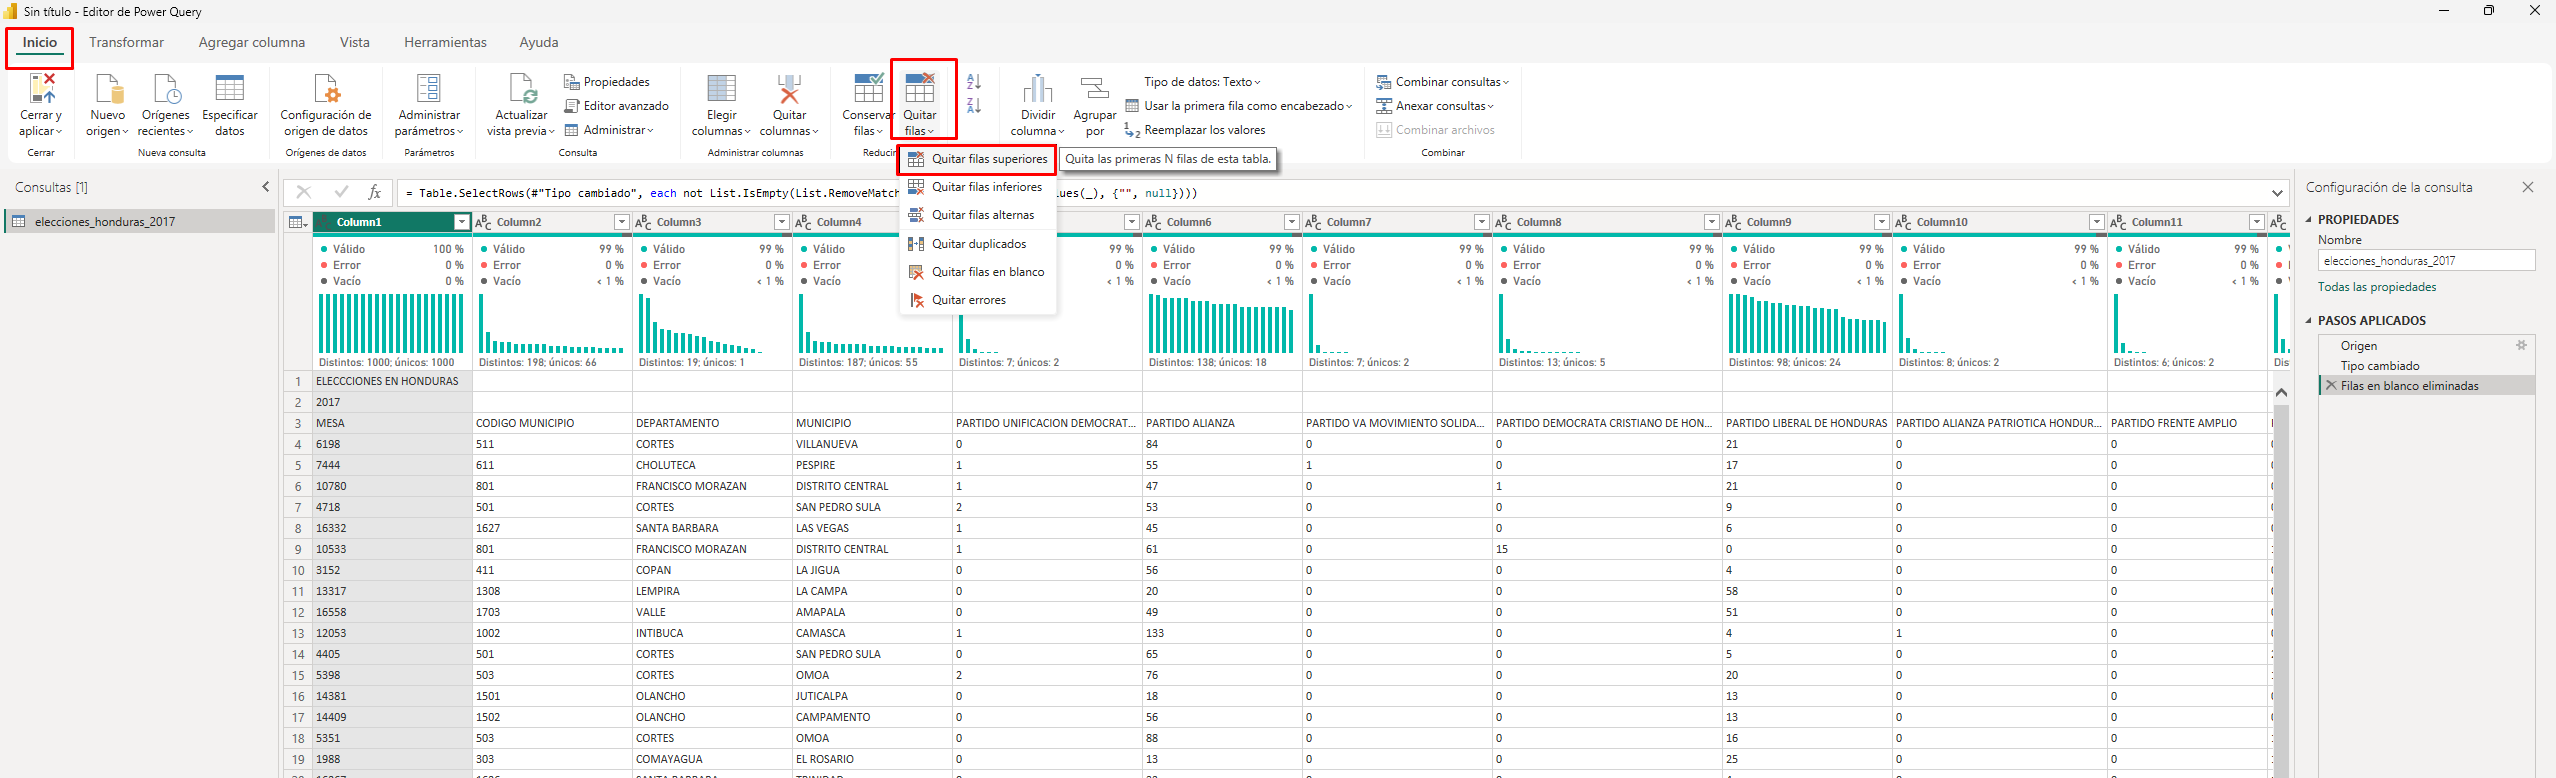 Sin título - Editor de Power Query
Inicio Transformar Agregar columna Vista Herramientas Ayuda
Cerrar y aplicar
Cerrar
Nuevo origen
Orígenes recientes
Especificar datos
Nueva consulta
Configuración de origen de datos
Orígenes de datos
Administrar parámetros
Parámetros
Actualizar vista previa
Propiedades
Editor avanzado
Administrar
Consulta
Elegir columnas
Quitar columnas
Administrar columnas
Conservar filas
Quitar filas
Reducir
Dividir columna
Agrupar por
Tipo de datos: Texto
Usar la primera fila como encabezado
Reemplazar los valores
Combinar consultas
Anexar consultas
Combinar archivos
Combinar
Quitar filas superiores
Quita las primeras N filas de esta tabla.
Quitar filas inferiores
Quitar filas alternas
Quitar duplicados
Quitar filas en blanco
Quitar errores
Consultas [1]
elecciones_honduras_2017
fx = Table.SelectRows(#"Tipo cambiado", each not List.IsEmpty(List.RemoveMatch ues(_), {"", null})))
Column1 Column2 Column3 Column4 Column6 Column7 Column8 Column9 Column10 Column11
Válido 100 % Válido 99 % Válido 99 % Válido 99 % Válido 99 % Válido 99 % Válido 99 % Válido 99 % Válido 99 % Válido 99 %
Error 0 % Error 0 % Error 0 % Error 0 % Error 0 % Error 0 % Error 0 % Error 0 % Error 0 % Error 0 %
Vacío 0 % Vacío < 1 % Vacío < 1 % Vacío < 1 % Vacío < 1 % Vacío < 1 % Vacío < 1 % Vacío < 1 % Vacío < 1 % Vacío < 1 %
Distintos: 1000; únicos: 1000 Distintos: 198; únicos: 66 Distintos: 19; únicos: 1 Distintos: 187; únicos: 55 Distintos: 7; únicos: 2 Distintos: 138; únicos: 18 Distintos: 7; únicos: 2 Distintos: 13; únicos: 5 Distintos: 98; únicos: 24 Distintos: 8; únicos: 2 Distintos: 6; únicos: 2 Dis
1 ELECCCIONES EN HONDURAS
2 2017
3 MESA CODIGO MUNICIPIO DEPARTAMENTO MUNICIPIO PARTIDO UNIFICACION DEMOCRAT... PARTIDO ALIANZA PARTIDO VA MOVIMIENTO SOLIDA... PARTIDO DEMOCRATA CRISTIANO DE HON... PARTIDO LIBERAL DE HONDURAS PARTIDO ALIANZA PATRIOTICA HONDUR... PARTIDO FRENTE AMPLIO
4 6198 511 CORTES VILLANUEVA 0 84 0 0 21 0 0
5 7444 611 CHOLUTECA PESPIRE 1 55 1 0 17 0 0
6 10780 801 FRANCISCO MORAZAN DISTRITO CENTRAL 1 47 0 1 21 0 0
7 4718 501 CORTES SAN PEDRO SULA 2 53 0 0 9 0 0
8 16332 1627 SANTA BARBARA LAS VEGAS 1 45 0 0 6 0 0
9 10533 801 FRANCISCO MORAZAN DISTRITO CENTRAL 1 61 0 15 0 0 0
10 3152 411 COPAN LA JIGUA 0 56 0 0 4 0 0
11 13317 1308 LEMPIRA LA CAMPA 0 20 0 0 58 0 0
12 16558 1703 VALLE AMAPALA 0 49 0 0 51 0 0
13 12053 1002 INTIBUCA CAMASCA 1 133 0 0 4 1 0
14 4405 501 CORTES SAN PEDRO SULA 0 65 0 0 5 0 0
15 5398 503 CORTES OMOA 2 76 0 0 20 0 0
16 14381 1501 OLANCHO JUTICALPA 0 18 0 0 13 0 0
17 14409 1502 OLANCHO CAMPAMENTO 0 56 0 0 13 0 0
18 5351 503 CORTES OMOA 0 88 0 0 16 0 0
19 1988 303 COMAYAGUA EL ROSARIO 0 13 0 0 25 0 0
Configuración de la consulta
PROPIEDADES
Nombre
elecciones_honduras_2017
Todas las propiedades
PASOS APLICADOS
Origen
Tipo cambiado
Filas en blanco eliminadas